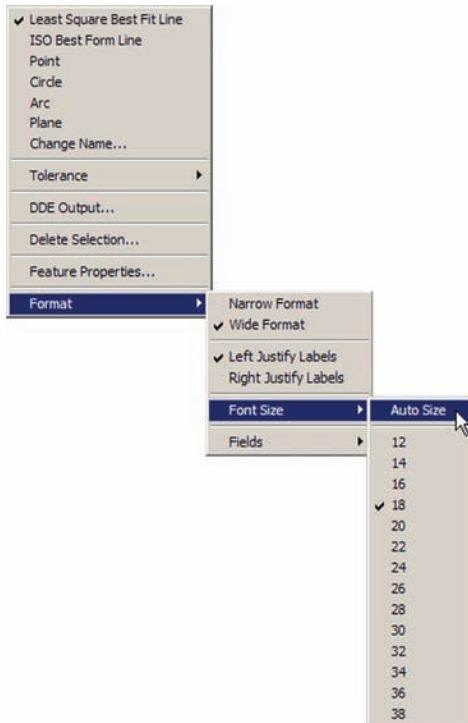 Least Square Best Fit Line
ISO Best Form Line
Point
Circle
Arc
Plane
Change Name...
Tolerance
DDE Output...
Delete Selection...
Feature Properties...
Format
Narrow Format
Wide Format
Left Justify Labels
Right Justify Labels
Font Size
Fields
Auto Size
12
14
16
18
20
22
24
26
28
30
32
34
36
38